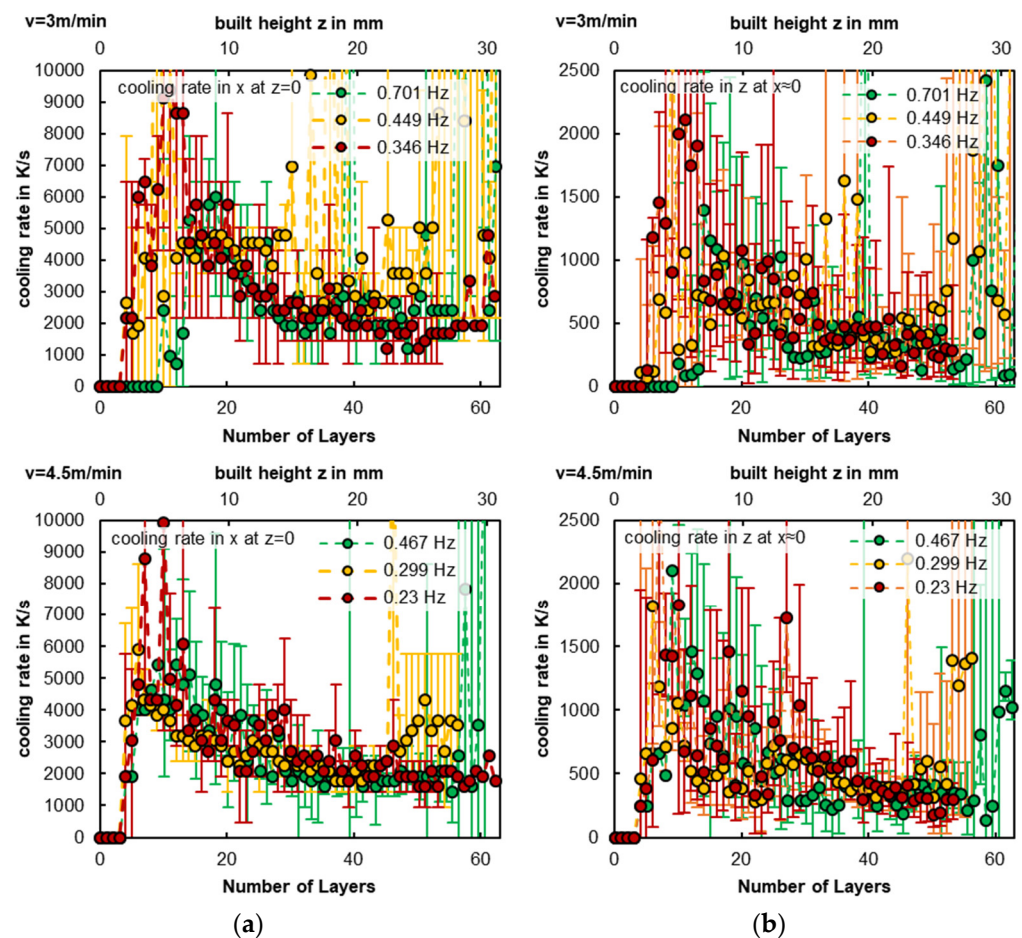 v=3m/min built height z in mm
0 10 20 30
cooling rate in K/s
10000
9000
8000
7000
6000
5000
4000
3000
2000
1000
0
cooling rate in x at z=0
0.701 Hz
0.449 Hz
0.346 Hz
0 20 40 60
Number of Layers
v=3m/min built height z in mm
0 10 20 30
cooling rate in K/s
2500
2000
1500
1000
500
0
cooling rate in z at x≈0
0.701 Hz
0.449 Hz
0.346 Hz
0 20 40 60
Number of Layers
v=4.5m/min built height z in mm
0 10 20 30
cooling rate in K/s
10000
9000
8000
7000
6000
5000
4000
3000
2000
1000
0
cooling rate in x at z=0
0.467 Hz
0.299 Hz
0.23 Hz
0 20 40 60
Number of Layers
v=4.5m/min built height z in mm
0 10 20 30
cooling rate in K/s
2500
2000
1500
1000
500
0
cooling rate in z at x≈0
0.467 Hz
0.299 Hz
0.23 Hz
0 20 40 60
Number of Layers
(a) (b)